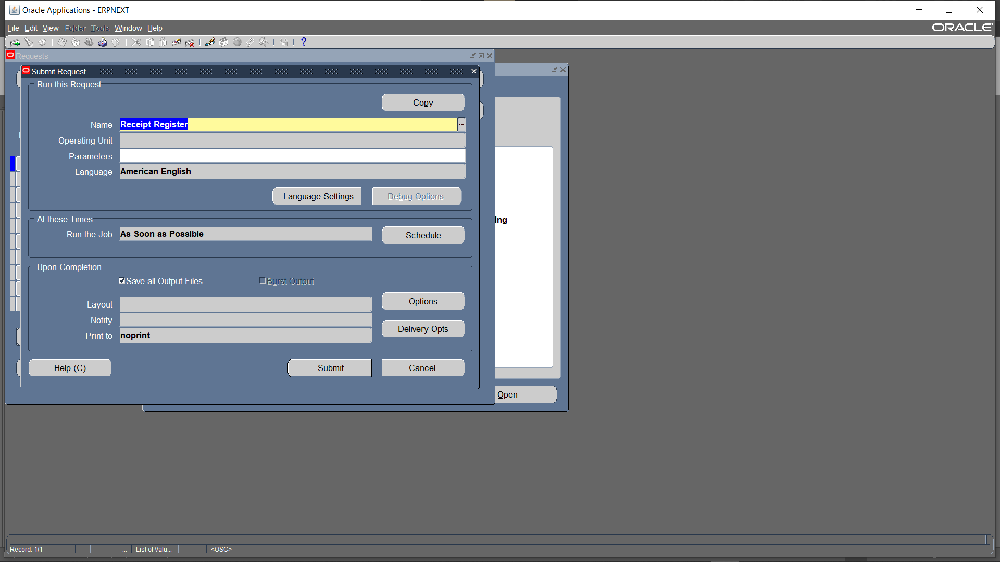 Oracle Applications - ERPNEXT
File Edit View Folder Tools Window Help
ORACLE
Requests
Submit Request
Run this Request
Copy
Name Receipt Register
Operating Unit
Parameters
Language American English
Language Settings Debug Options
At these Times
ing
Run the Job As Soon as Possible Schedule
Upon Completion
Save all Output Files Burst Output
Layout Options
Notify
Delivery Opts
Print to noprint
Help (C) Submit Cancel
Open
Record: 1/1 ... List of Valu... <OSC>